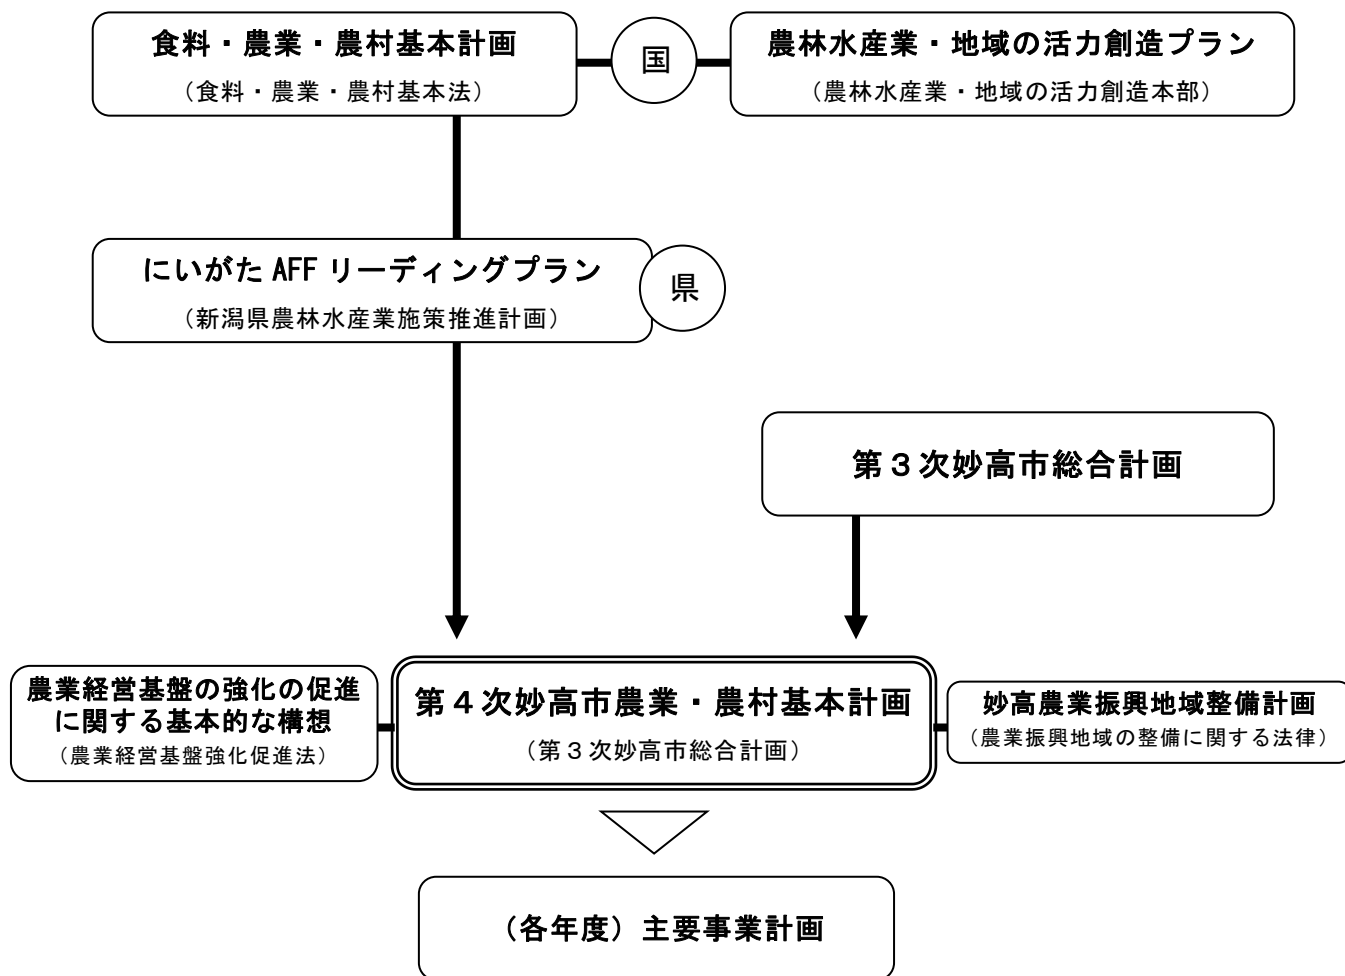 食料・農業・農村基本計画
（食料・農業・農村基本法）
国
農林水産業・地域の活力創造プラン
（農林水産業・地域の活力創造本部）
にいがた AFF リーディングプラン
（新潟県農林水産業施策推進計画）
県
第３次妙高市総合計画
農業経営基盤の強化の促進
に関する基本的な構想
（農業経営基盤強化促進法）
第４次妙高市農業・農村基本計画
（第３次妙高市総合計画）
妙高農業振興地域整備計画
（農業振興地域の整備に関する法律）
（各年度）主要事業計画